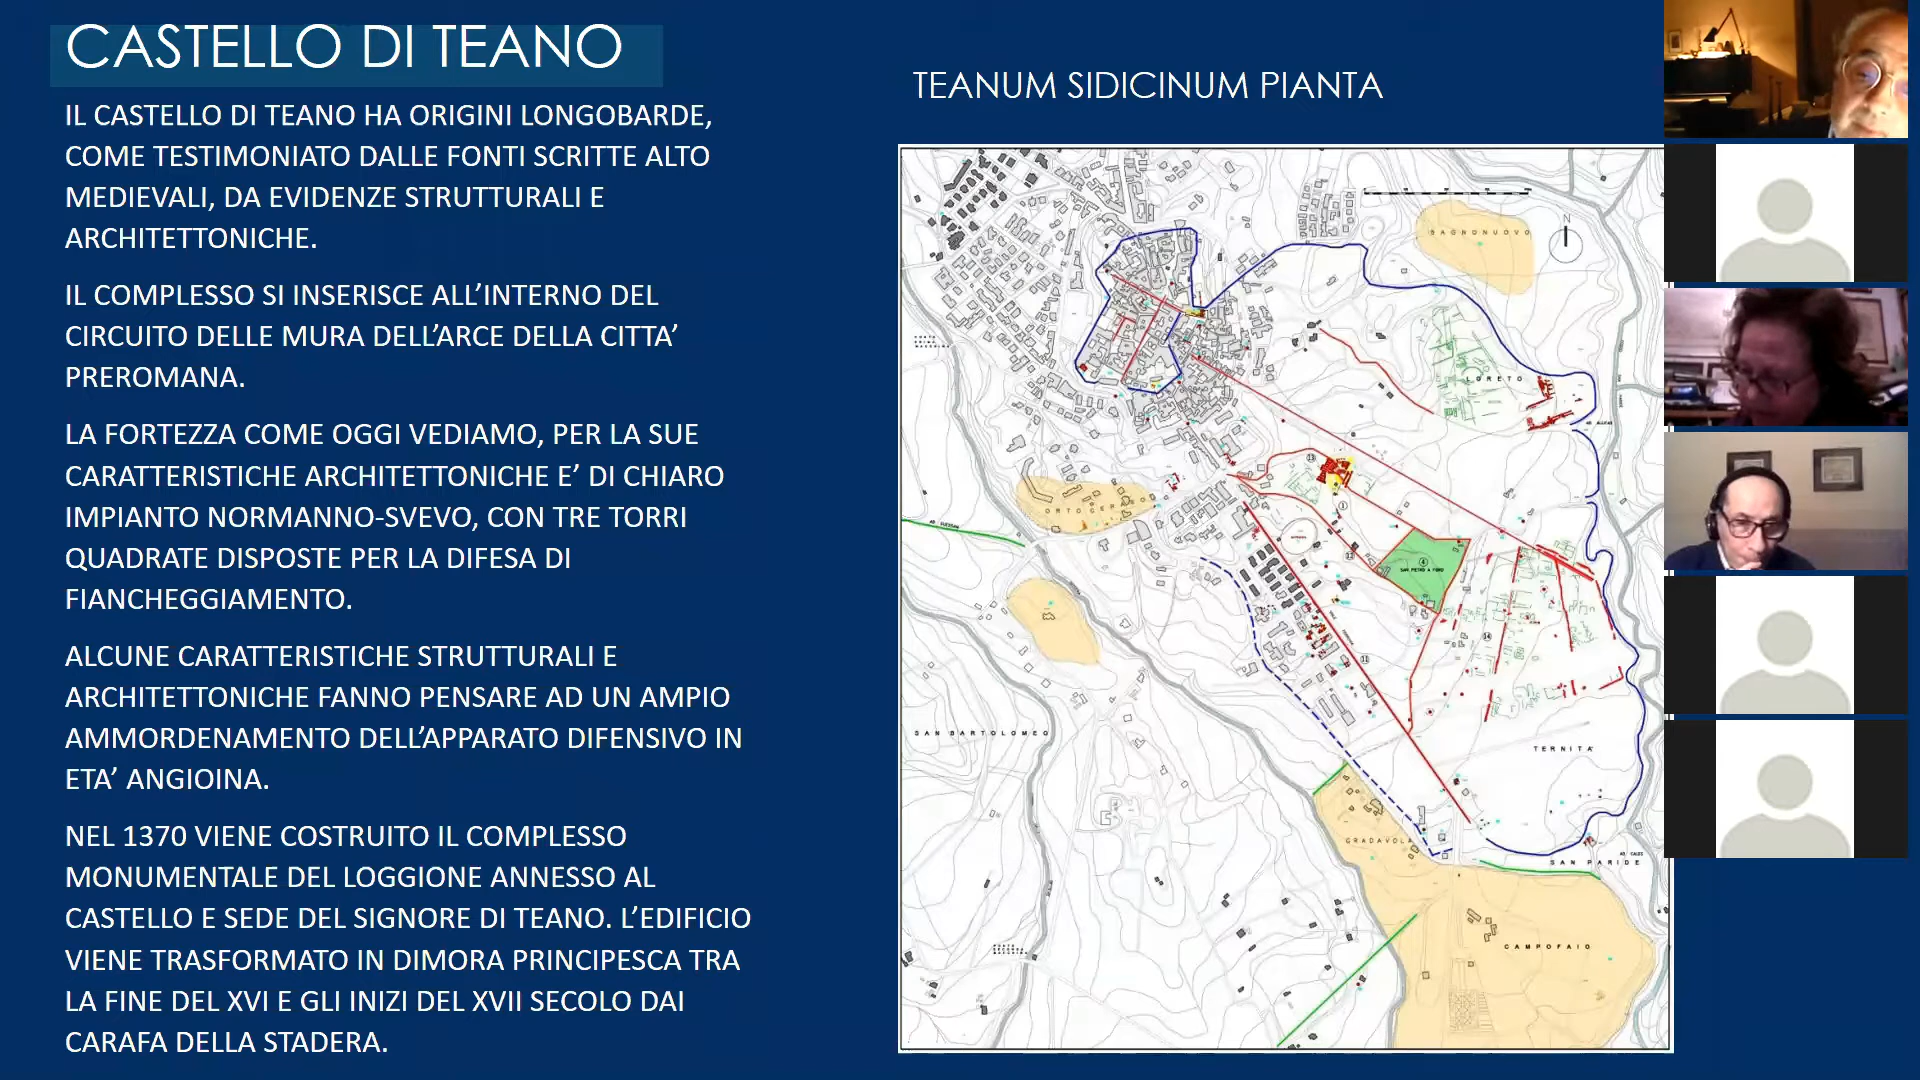 CASTELLO DI TEANO
IL CASTELLO DI TEANO HA ORIGINI LONGOBARDE,
COME TESTIMONIATO DALLE FONTI SCRITTE ALTO
MEDIEVALI, DA EVIDENZE STRUTTURALI E
ARCHITETTONICHE.
IL COMPLESSO SI INSERISCE ALL’INTERNO DEL
CIRCUITO DELLE MURA DELL’ARCE DELLA CITTA’
PREROMANA.
LA FORTEZZA COME OGGI VEDIAMO, PER LA SUE
CARATTERISTICHE ARCHITETTONICHE E’ DI CHIARO
IMPIANTO NORMANNO-SVEVO, CON TRE TORRI
QUADRATE DISPOSTE PER LA DIFESA DI
FIANCHEGGIAMENTO.
ALCUNE CARATTERISTICHE STRUTTURALI E
ARCHITETTONICHE FANNO PENSARE AD UN AMPIO
AMMORDENAMENTO DELL’APPARATO DIFENSIVO IN
ETA’ ANGIOINA.
NEL 1370 VIENE COSTRUITO IL COMPLESSO
MONUMENTALE DEL LOGGIONE ANNESSO AL
CASTELLO E SEDE DEL SIGNORE DI TEANO. L’EDIFICIO
VIENE TRASFORMATO IN DIMORA PRINCIPESCA TRA
LA FINE DEL XVI E GLI INIZI DEL XVII SECOLO DAI
CARAFA DELLA STADERA.
TEANUM SIDICINUM PIANTA
N
BAGNONUOVO
LORETO
SAN PIETRO A FORO
SAN BARTOLOMEO
TERNITA'
GRADAVOLA
SAN PARIDE
CAMPOFAIO